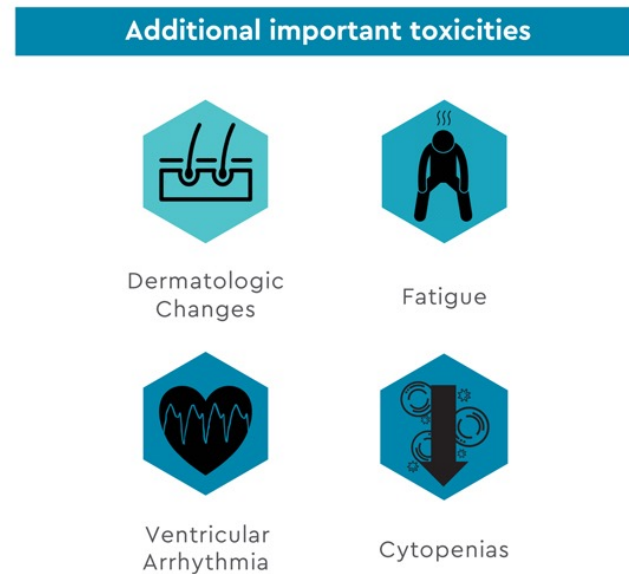 Additional important toxicities
Dermatologic
Changes
Fatigue
Ventricular
Arrhythmia
Cytopenias